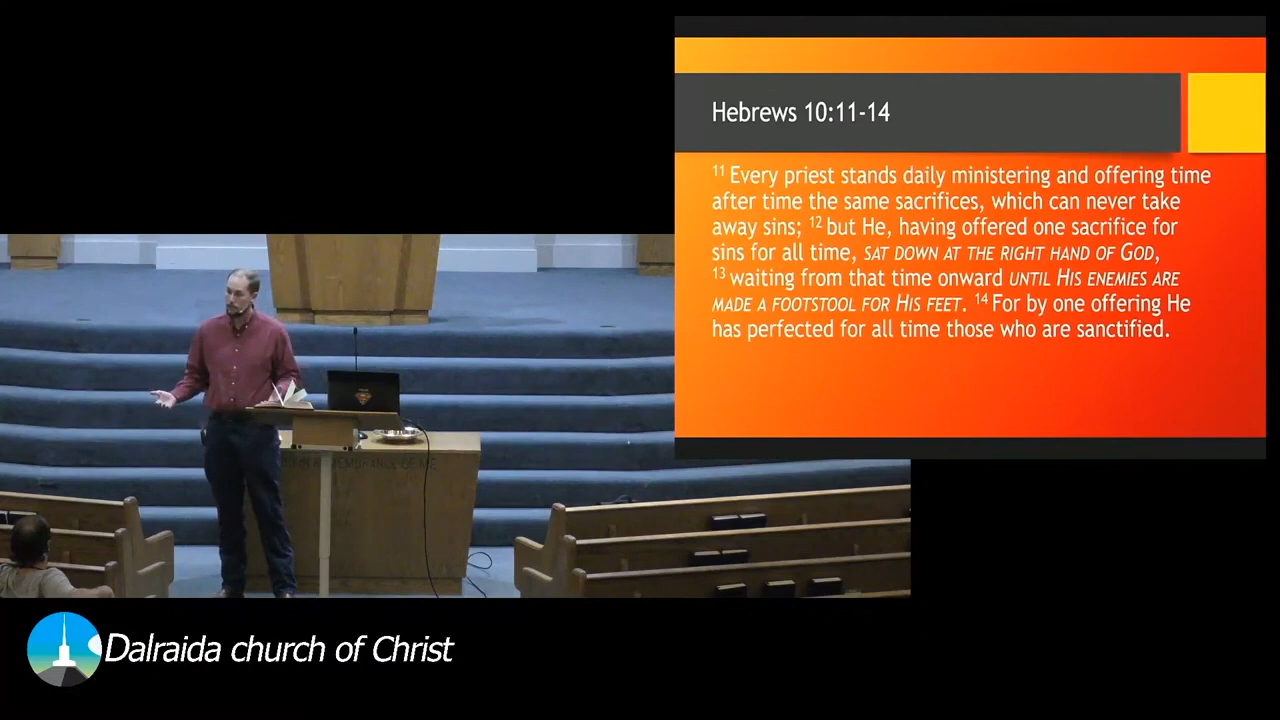 Hebrews 10:11-14
11 Every priest stands daily ministering and offering time
after time the same sacrifices, which can never take
away sins; 12 but He, having offered one sacrifice for
sins for all time, SAT DOWN AT THE RIGHT HAND OF GOD,
13 waiting from that time onward UNTIL HIS ENEMIES ARE
MADE A FOOTSTOOL FOR HIS FEET. 14 For by one offering He
has perfected for all time those who are sanctified.
REMEMBRANCE OF ME
Dalraida church of Christ